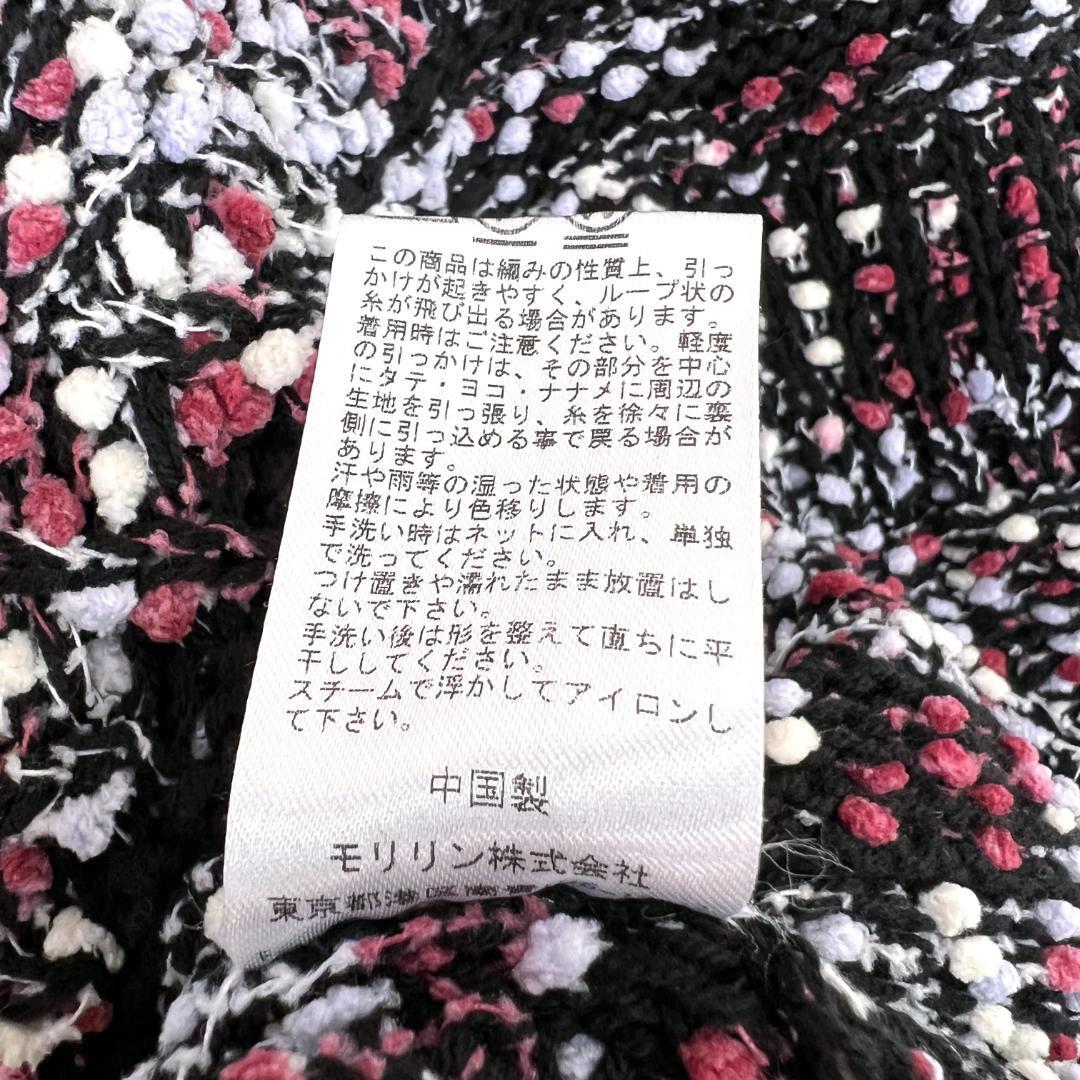 この商品は編みの性質上、引っ
かけが起きやすく、ループ状の
糸が飛び出る場合があります。
着用時はご注意ください。軽度
の引っかけは、その部分を中心
にタテ・ヨコ・ナナメに周辺の
生地を引っ張り、糸を徐々に裏
側に引っ込める事で戻る場合が
あります。
汗や雨等の湿った状態や着用の
摩擦により色移りします。
手洗い時はネットに入れ、単独
で洗ってください。
つけ置きや濡れたまま放置はし
ないで下さい。
手洗い後は形を整えて直ちに平
干ししてください。
スチームで浮かしてアイロンし
て下さい。
中国製
モリリン株式会社
東京都港区